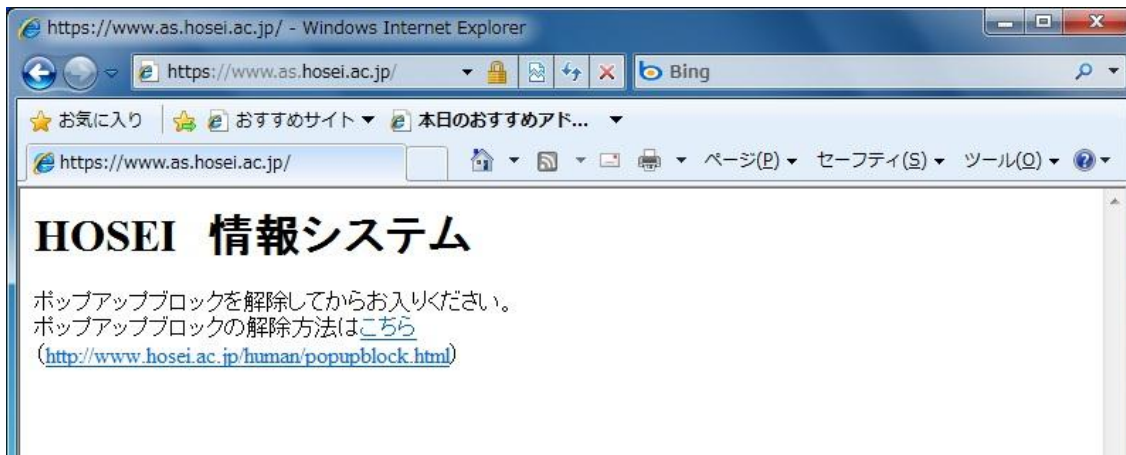 https://www.as.hosei.ac.jp/ - Windows Internet Explorer
https://www.as.hosei.ac.jp/ Bing
お気に入り おすすめサイト ▼ 本日のおすすめアド... ▼
https://www.as.hosei.ac.jp/ ページ(P) ▼ セーフティ(S) ▼ ツール(O) ▼
HOSEI 情報システム
ポップアップブロックを解除してからお入りください。
ポップアップブロックの解除方法はこちら
(http://www.hosei.ac.jp/human/popupblock.html)